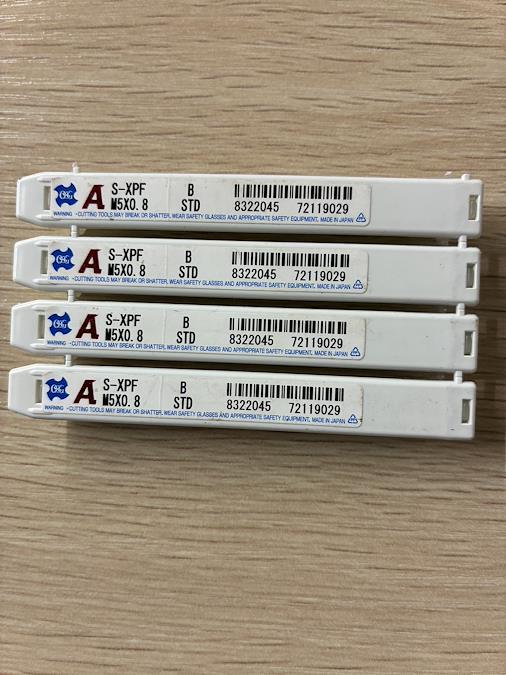 OSG A S-XPF B
M5X0.8 STD 8322045 72119029
WARNING - CUTTING TOOLS MAY BREAK OR SHATTER, WEAR SAFETY GLASSES AND APPROPRIATE SAFETY EQUIPMENT. MADE IN JAPAN
OSG A S-XPF B
M5X0.8 STD 8322045 72119029
WARNING - CUTTING TOOLS MAY BREAK OR SHATTER, WEAR SAFETY GLASSES AND APPROPRIATE SAFETY EQUIPMENT. MADE IN JAPAN
OSG A S-XPF B
M5X0.8 STD 8322045 72119029
WARNING - CUTTING TOOLS MAY BREAK OR SHATTER, WEAR SAFETY GLASSES AND APPROPRIATE SAFETY EQUIPMENT. MADE IN JAPAN
OSG A S-XPF B
M5X0.8 STD 8322045 72119029
WARNING - CUTTING TOOLS MAY BREAK OR SHATTER, WEAR SAFETY GLASSES AND APPROPRIATE SAFETY EQUIPMENT. MADE IN JAPAN